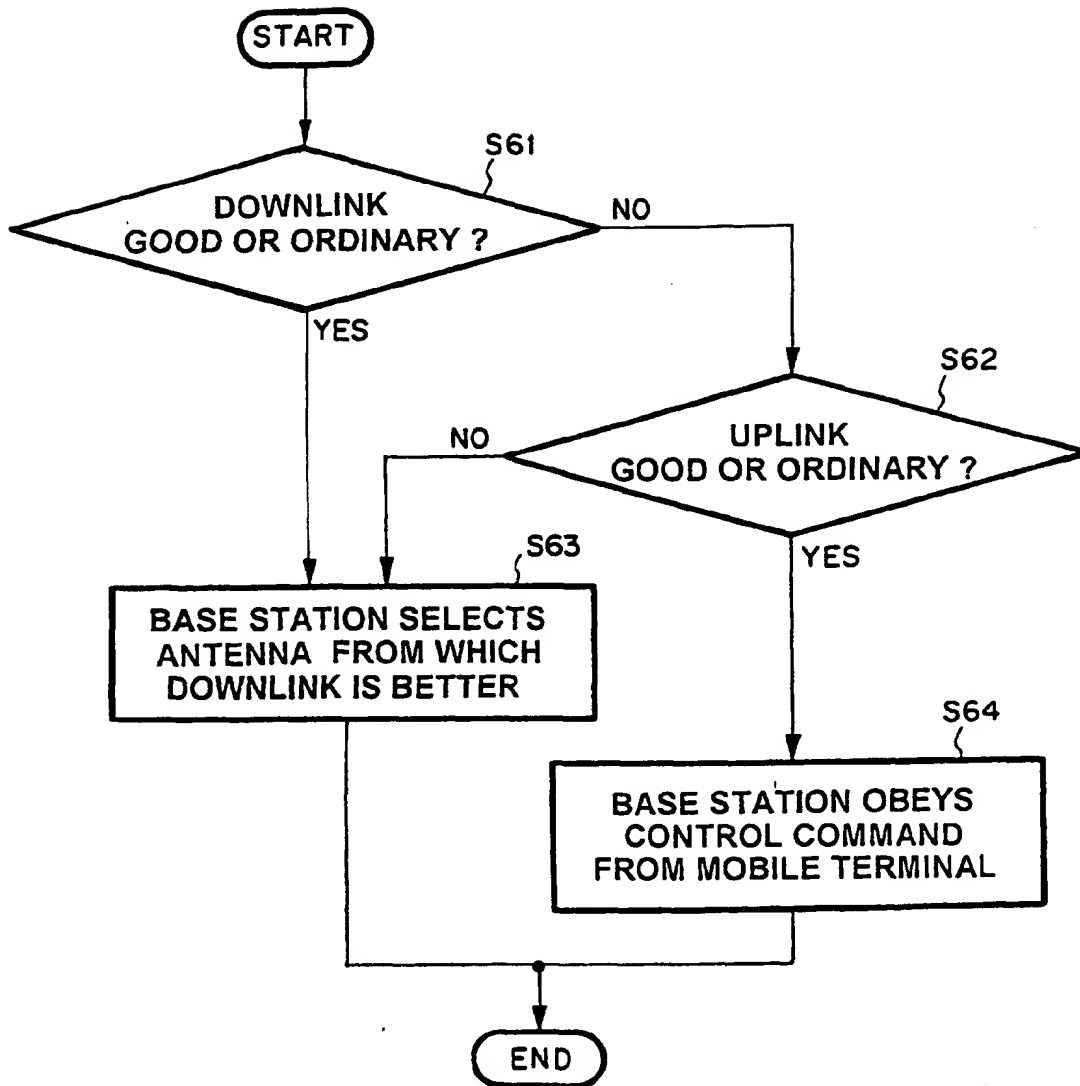 START
S61
DOWNLINK
GOOD OR ORDINARY ?
NO
YES
S62
UPLINK
GOOD OR ORDINARY ?
NO
YES
S63
BASE STATION SELECTS
ANTENNA FROM WHICH
DOWNLINK IS BETTER
S64
BASE STATION OBEYS
CONTROL COMMAND
FROM MOBILE TERMINAL
END